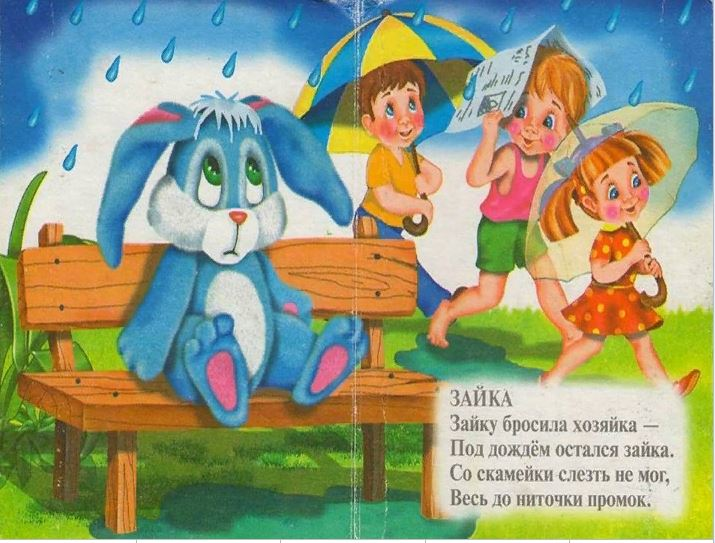 ЗАЙКА
Зайку бросила хозяйка —
Под дождём остался зайка.
Со скамейки слезть не мог,
Весь до ниточки промок.